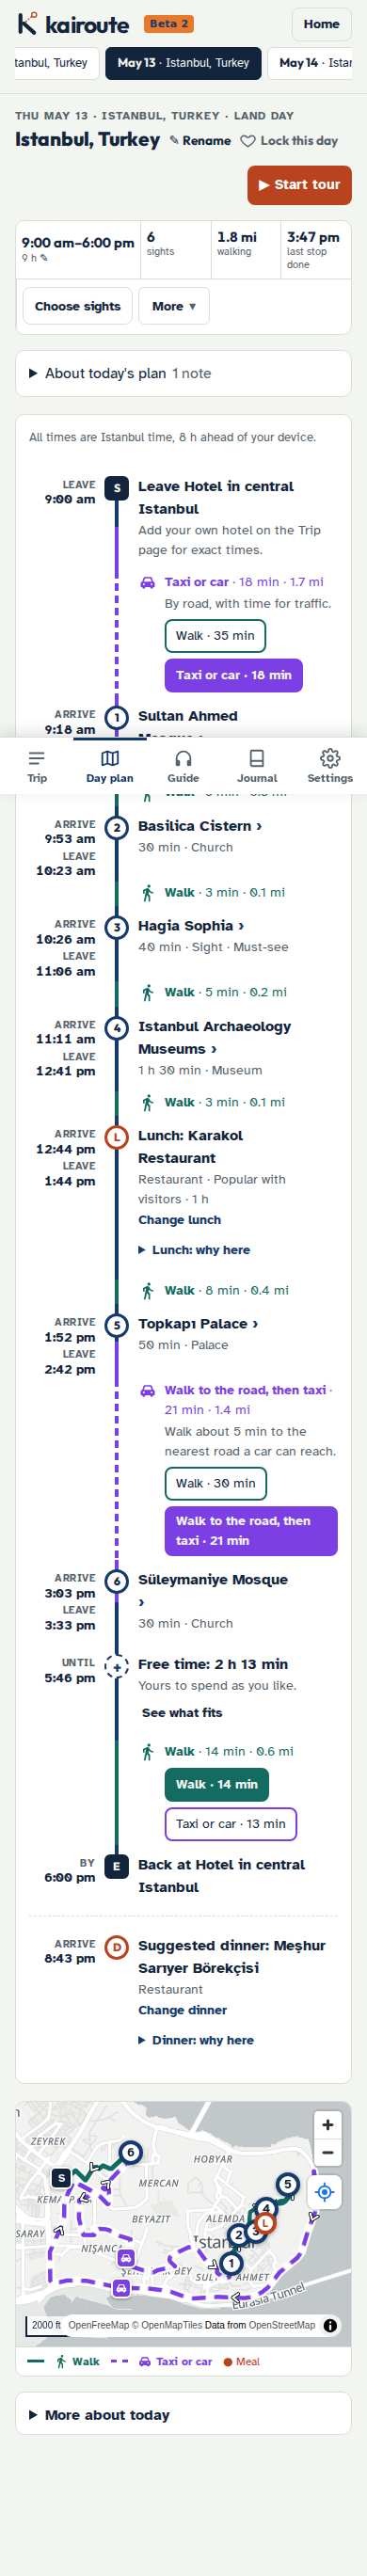 kairoute Beta 2 Home
tanbul, Turkey May 13 · Istanbul, Turkey May 14 · Istar
THU MAY 13 · ISTANBUL, TURKEY · LAND DAY
Istanbul, Turkey ✎ Rename ♡ Lock this day
▶ Start tour
9:00 am–6:00 pm
9 h ✎
6
sights
1.8 mi
walking
3:47 pm
last stop
done
Choose sights More ▾
▶ About today's plan 1 note
All times are Istanbul time, 8 h ahead of your device.
LEAVE
9:00 am
S
Leave Hotel in central
Istanbul
Add your own hotel on the Trip
page for exact times.
Taxi or car · 18 min · 1.7 mi
By road, with time for traffic.
Walk · 35 min
Taxi or car · 18 min
ARRIVE
9:18 am
1
Sultan Ahmed
Trip Day plan Guide Journal Settings
ARRIVE
9:53 am
LEAVE
10:23 am
2
Basilica Cistern ›
30 min · Church
Walk · 3 min · 0.1 mi
ARRIVE
10:26 am
LEAVE
11:06 am
3
Hagia Sophia ›
40 min · Sight · Must-see
Walk · 5 min · 0.2 mi
ARRIVE
11:11 am
LEAVE
12:41 pm
4
Istanbul Archaeology
Museums ›
1 h 30 min · Museum
Walk · 3 min · 0.1 mi
ARRIVE
12:44 pm
LEAVE
1:44 pm
L
Lunch: Karakol
Restaurant
Restaurant · Popular with
visitors · 1 h
Change lunch
▶ Lunch: why here
Walk · 8 min · 0.4 mi
ARRIVE
1:52 pm
LEAVE
2:42 pm
5
Topkapı Palace ›
50 min · Palace
Walk to the road, then taxi ·
21 min · 1.4 mi
Walk about 5 min to the
nearest road a car can reach.
Walk · 30 min
Walk to the road, then
taxi · 21 min
ARRIVE
3:03 pm
LEAVE
3:33 pm
6
Süleymaniye Mosque
›
30 min · Church
UNTIL
5:46 pm
+
Free time: 2 h 13 min
Yours to spend as you like.
See what fits
Walk · 14 min · 0.6 mi
Walk · 14 min
Taxi or car · 13 min
BY
6:00 pm
E
Back at Hotel in central
Istanbul
ARRIVE
8:43 pm
D
Suggested dinner: Meşhur
Sarıyer Börekçisi
Restaurant
Change dinner
▶ Dinner: why here
ZEYREK
HOBYAR
6
S
MERCAN
5
BEYAZIT
ALEMDA
4
L
2
3
SARAY
NIŞANCA
1
Eurasia Tunnel
+
−
2000 ft OpenFreeMap © OpenMapTiles Data from OpenStreetMap
Walk Taxi or car Meal
▶ More about today